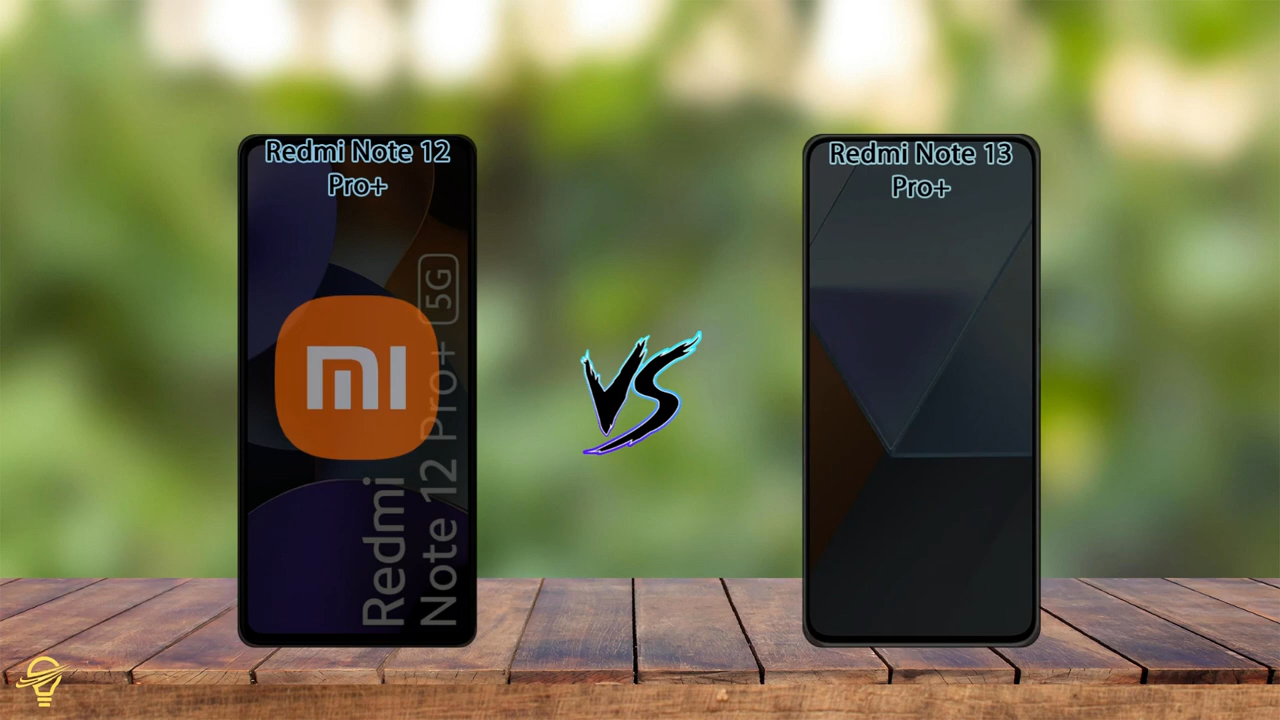 Redmi Note 12
Pro+
Redmi
Note 12 Pro+ 5G
mi
VS
Redmi Note 13
Pro+